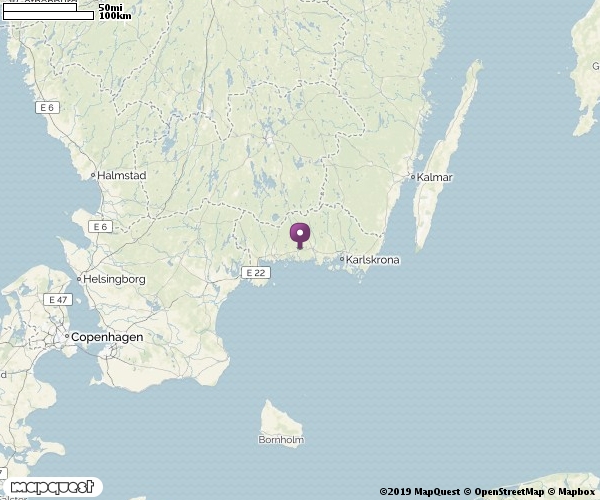 50mi
100km
E 6
Halmstad
Kalmar
E 6
Karlskrona
E 22
Helsingborg
E 47
Copenhagen
Bornholm
mapquest
©2019 MapQuest © OpenStreetMap © Mapbox